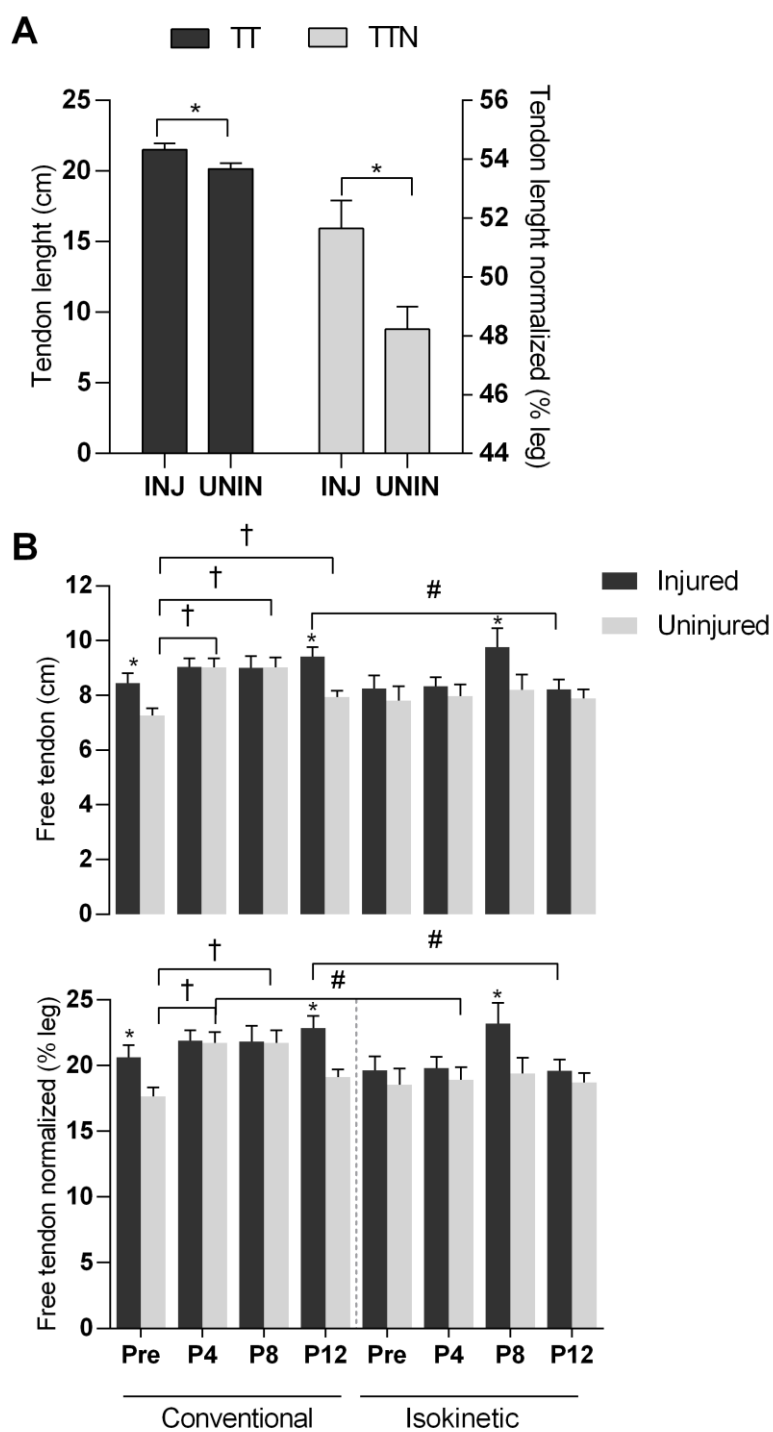 A
TT TTN
Tendon lenght (cm)
25
20
15
10
5
0
* *
INJ UNIN INJ UNIN
56
54
52
50
48
46
44
Tendon lenght normalized (% leg)
B
Injured
Uninjured
Free tendon (cm)
12
10
8
6
4
2
0
†
†
†
#
* * *
Free tendon normalized (% leg)
25
20
15
10
5
0
†
†
#
#
* * *
Pre P4 P8 P12 Pre P4 P8 P12
Conventional Isokinetic